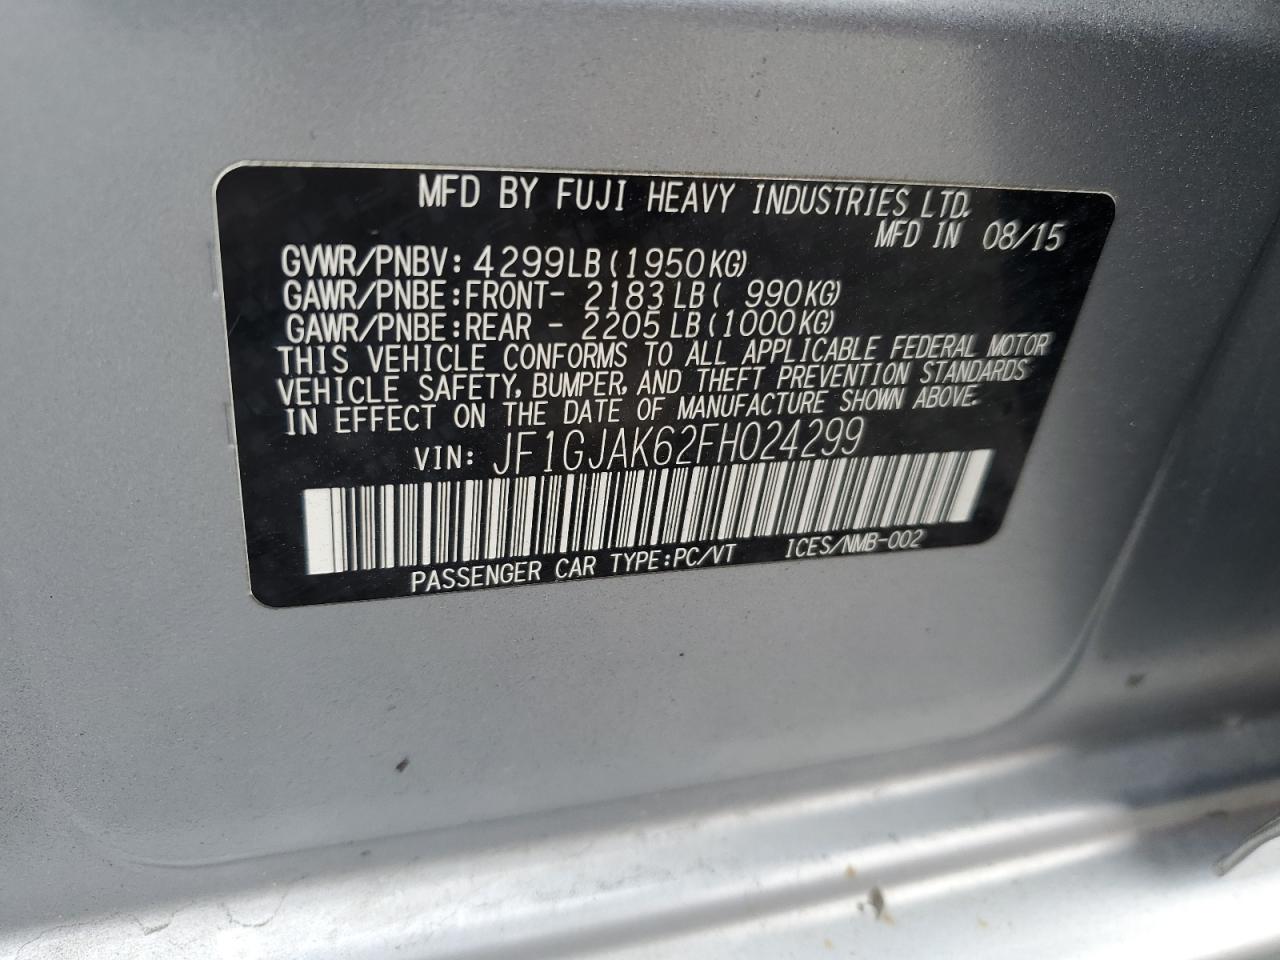 MFD BY FUJI HEAVY INDUSTRIES LTD.
MFD IN 08/15
GVWR/PNBV: 4299LB (1950KG)
GAWR/PNBE: FRONT- 2183LB ( 990KG)
GAWR/PNBE: REAR - 2205LB (1000KG)
THIS VEHICLE CONFORMS TO ALL APPLICABLE FEDERAL MOTOR
VEHICLE SAFETY, BUMPER, AND THEFT PREVENTION STANDARDS
IN EFFECT ON THE DATE OF MANUFACTURE SHOWN ABOVE.
VIN: JF1GJAK62FH024299
PASSENGER CAR TYPE:PC/VT ICES/NMB-002